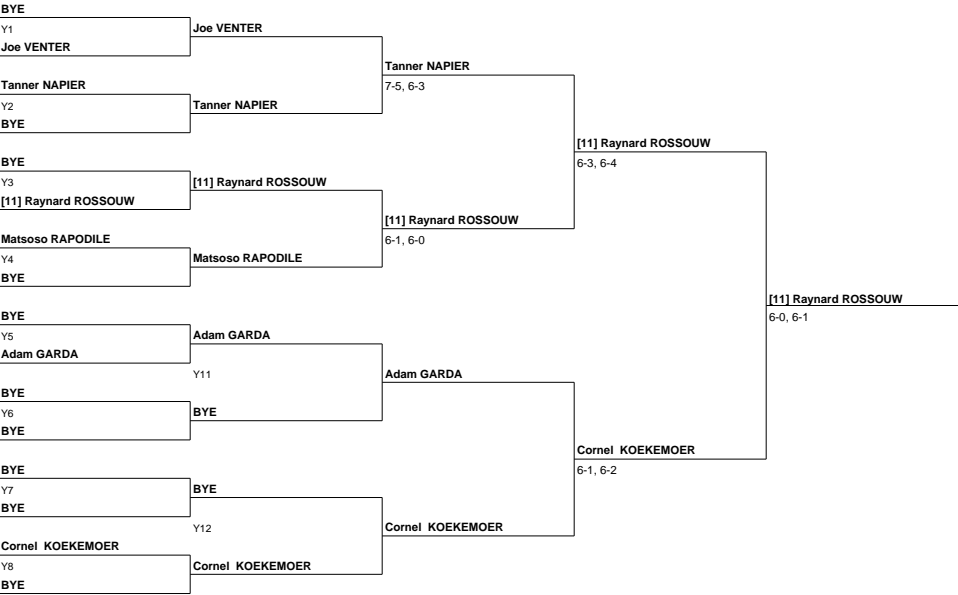 BYE
Y1
Joe VENTER
Joe VENTER
Tanner NAPIER
7-5, 6-3
Tanner NAPIER
Y2
BYE
Tanner NAPIER
[11] Raynard ROSSOUW
6-3, 6-4
BYE
Y3
[11] Raynard ROSSOUW
[11] Raynard ROSSOUW
[11] Raynard ROSSOUW
6-1, 6-0
Matsoso RAPODILE
Y4
BYE
Matsoso RAPODILE
[11] Raynard ROSSOUW
6-0, 6-1
BYE
Y5
Adam GARDA
Adam GARDA
Y11
Adam GARDA
BYE
Y6
BYE
BYE
Cornel KOEKEMOER
6-1, 6-2
BYE
Y7
BYE
BYE
Y12
Cornel KOEKEMOER
Cornel KOEKEMOER
Y8
BYE
Cornel KOEKEMOER